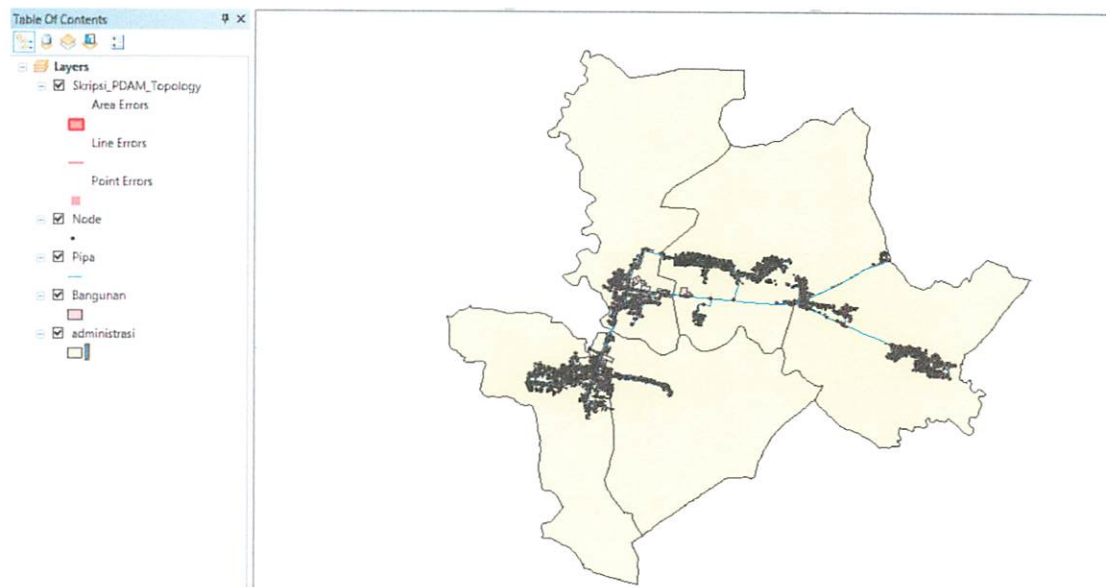 Table Of Contents
Layers
Skripsi_PDAM_Topology
Area Errors
Line Errors
Point Errors
Node
Pipa
Bangunan
administrasi